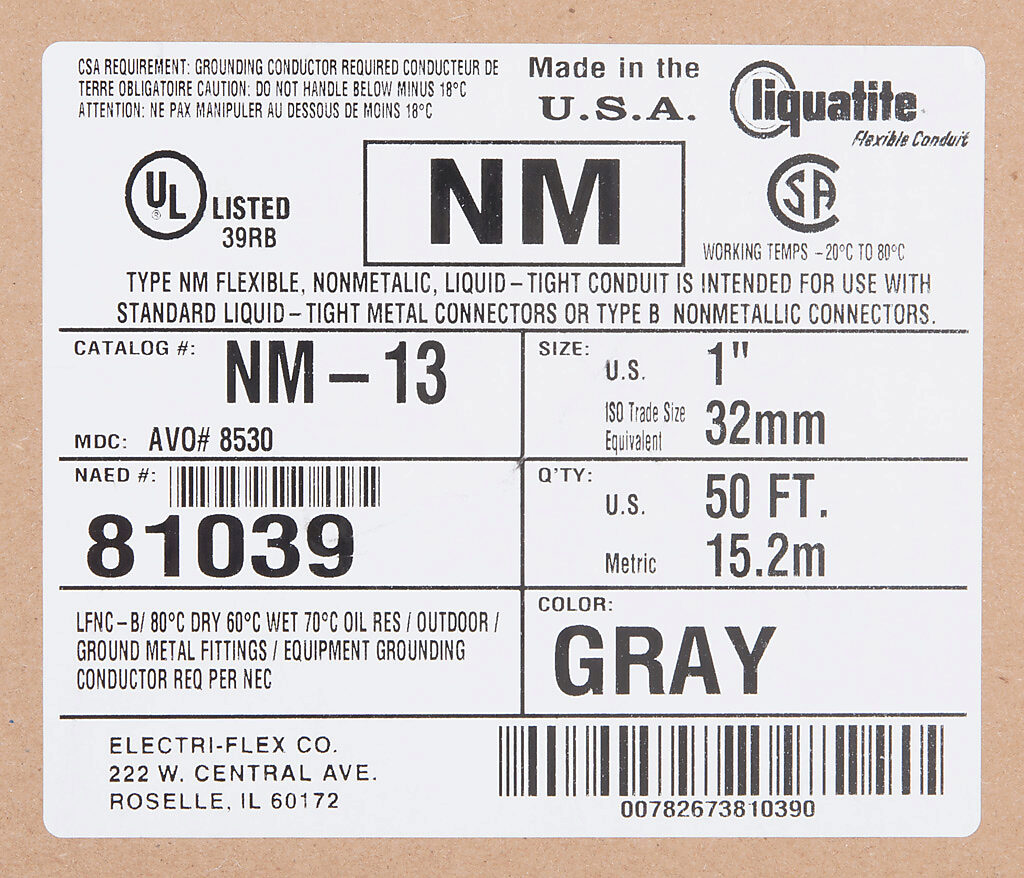 CSA REQUIREMENT: GROUNDING CONDUCTOR REQUIRED CONDUCTEUR DE
TERRE OBLIGATOIRE CAUTION: DO NOT HANDLE BELOW MINUS 18°C
ATTENTION: NE PAX MANIPULER AU DESSOUS DE MOINS 18°C
Made in the
U.S.A.
liquatite
Flexible Conduit
UL
®
LISTED
39RB
NM
SA
WORKING TEMPS -20°C TO 80°C
TYPE NM FLEXIBLE, NONMETALIC, LIQUID-TIGHT CONDUIT IS INTENDED FOR USE WITH
STANDARD LIQUID-TIGHT METAL CONNECTORS OR TYPE B NONMETALLIC CONNECTORS.
CATALOG #: NM-13
MDC: AVO# 8530
SIZE:
U.S. 1"
ISO Trade Size
Equivalent 32mm
NAED #:
81039
Q'TY:
U.S. 50 FT.
Metric 15.2m
LFNC-B/ 80°C DRY 60°C WET 70°C OIL RES / OUTDOOR /
GROUND METAL FITTINGS / EQUIPMENT GROUNDING
CONDUCTOR REQ PER NEC
COLOR:
GRAY
ELECTRI-FLEX CO.
222 W. CENTRAL AVE.
ROSELLE, IL 60172
00782673810390